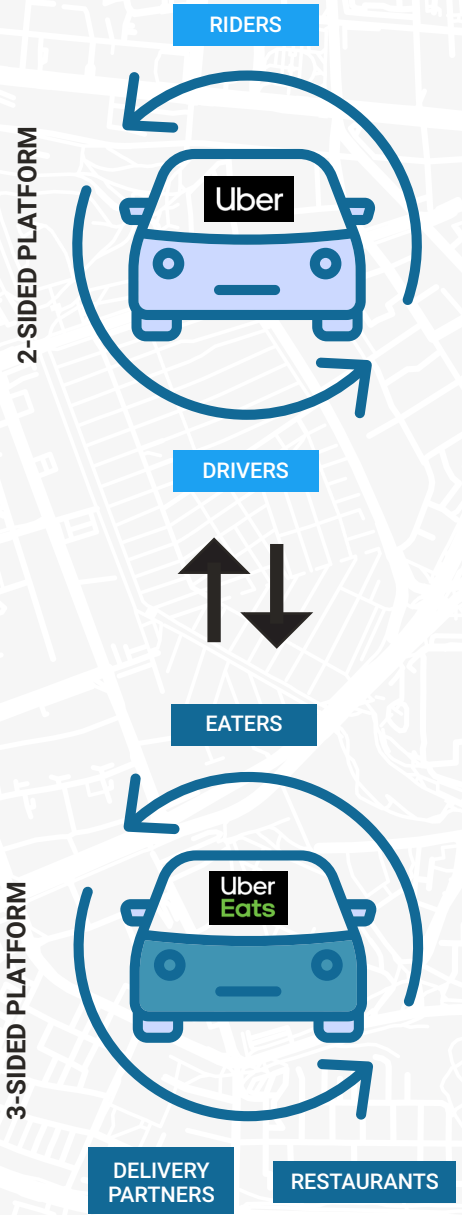 RIDERS
2-SIDED PLATFORM
Uber
DRIVERS
EATERS
3-SIDED PLATFORM
Uber
Eats
DELIVERY
PARTNERS
RESTAURANTS